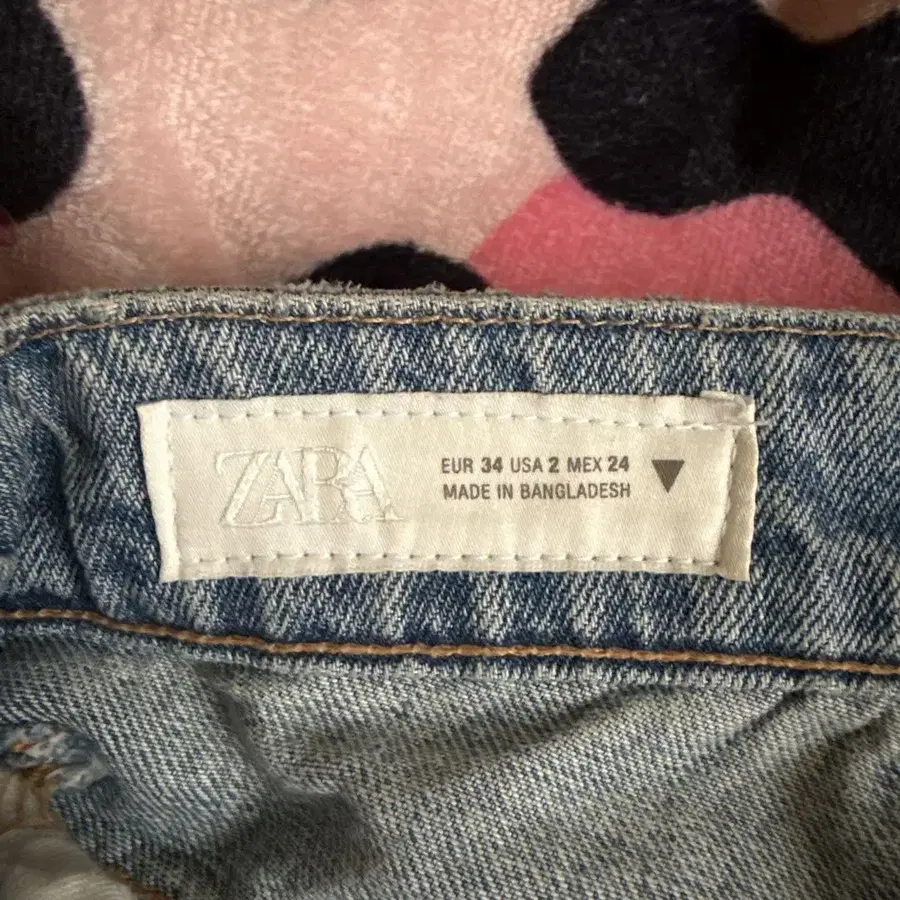 ZARA
EUR 34 USA 2 MEX 24
MADE IN BANGLADESH